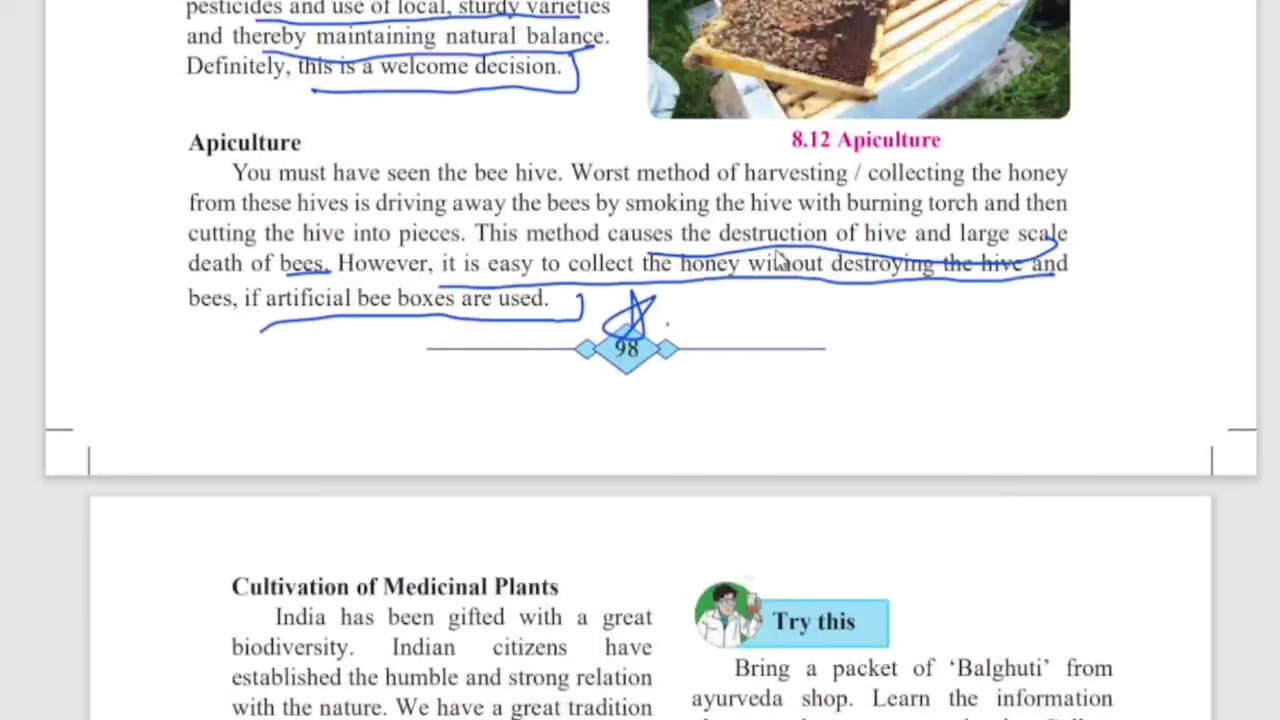 pesticides and use of local, sturdy varieties
and thereby maintaining natural balance.
Definitely, this is a welcome decision.
8.12 Apiculture
Apiculture
You must have seen the bee hive. Worst method of harvesting / collecting the honey
from these hives is driving away the bees by smoking the hive with burning torch and then
cutting the hive into pieces. This method causes the destruction of hive and large scale
death of bees. However, it is easy to collect the honey without destroying the hive and
bees, if artificial bee boxes are used.
98
Cultivation of Medicinal Plants
India has been gifted with a great
biodiversity. Indian citizens have
established the humble and strong relation
with the nature. We have a great tradition
Try this
Bring a packet of ‘Balghuti’ from
ayurveda shop. Learn the information